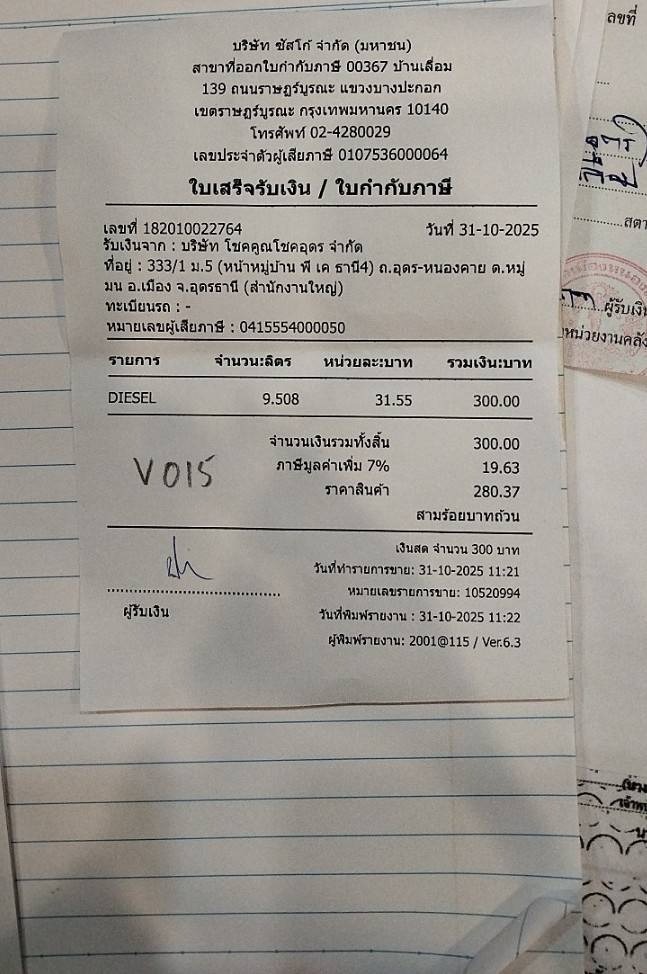 บริษัท ซัสโก้ จำกัด (มหาชน)
สาขาที่ออกใบกำกับภาษี 00367 บ้านเลื่อม
139 ถนนราษฎร์บูรณะ แขวงบางปะกอก
เขตราษฎร์บูรณะ กรุงเทพมหานคร 10140
โทรศัพท์ 02-4280029
เลขประจำตัวผู้เสียภาษี 0107536000064
ใบเสร็จรับเงิน / ใบกำกับภาษี
เลขที่ 182010022764 วันที่ 31-10-2025
รับเงินจาก : บริษัท โชคคูณโชคอุดร จำกัด
ที่อยู่ : 333/1 ม.5 (หน้าหมู่บ้าน พี เค ธานี4) ถ.อุดร-หนองคาย ต.หมู
มน อ.เมือง จ.อุดรธานี (สำนักงานใหญ่)
ทะเบียนรถ : -
หมายเลขผู้เสียภาษี : 0415554000050
รายการ จำนวน:ลิตร หน่วยละ:บาท รวมเงิน:บาท
DIESEL 9.508 31.55 300.00
จำนวนเงินรวมทั้งสิ้น 300.00
ภาษีมูลค่าเพิ่ม 7% 19.63
ราคาสินค้า 280.37
V015
สามร้อยบาทถ้วน
เงินสด จำนวน 300 บาท
วันที่ทำรายการขาย: 31-10-2025 11:21
หมายเลขรายการขาย: 10520994
ผู้รับเงิน
วันที่พิมพ์รายงาน : 31-10-2025 11:22
ผู้พิมพ์รายงาน: 2001@115 / Ver.6.3
เลขที่
ผู้รับเงิน
หน่วยงานคลัง